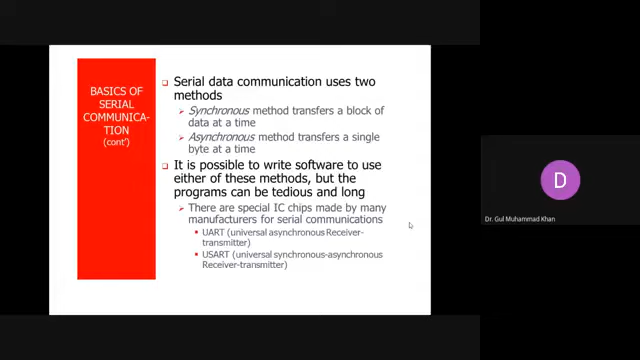 BASICS OF
SERIAL
COMMUNICA-
TION
(cont')
Serial data communication uses two
methods
Synchronous method transfers a block of
data at a time
Asynchronous method transfers a single
byte at a time
It is possible to write software to use
either of these methods, but the
programs can be tedious and long
There are special IC chips made by many
manufacturers for serial communications
UART (universal asynchronous Receiver-
transmitter)
USART (universal synchronous-asynchronous
Receiver-transmitter)
D
Dr. Gul Muhammad Khan